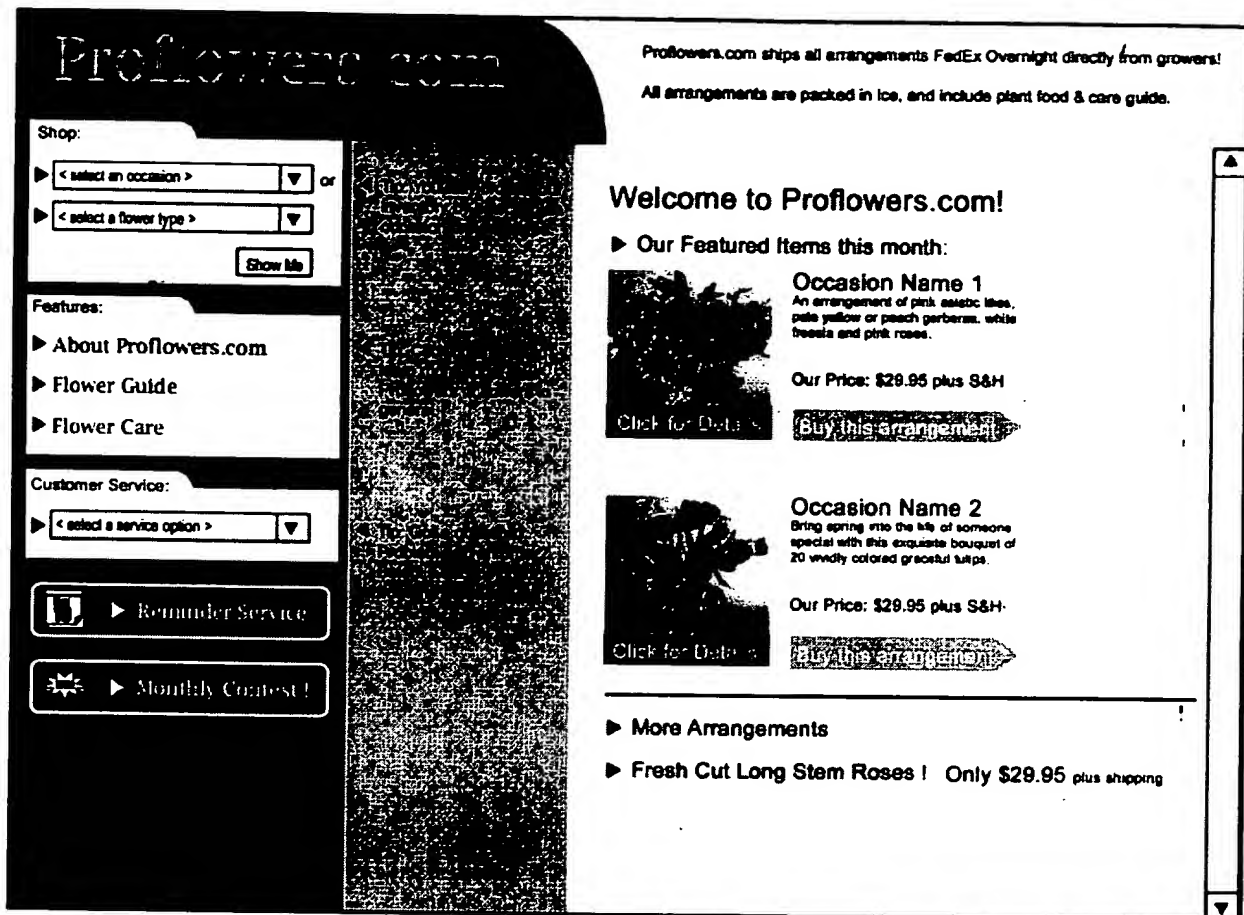 Proflowers com
Proflowers.com ships all arrangements FedEx Overnight directly from growers!
All arrangements are packed in ice, and include plant food & care guide.
Shop:
< select an occasion > or
< select a flower type >
Show Me
Features:
About Proflowers.com
Flower Guide
Flower Care
Customer Service:
< select a service option >
Reminder Service
Monthly Contest!
Welcome to Proflowers.com!
Our Featured Items this month:
Occasion Name 1
An arrangement of pink asiatic lilies,
pale yellow or peach gerberas, white
freesia and pink roses.
Our Price: $29.95 plus S&H
Click for Details
Buy this arrangement
Occasion Name 2
Bring spring into the life of someone
special with this exquisite bouquet of
20 vividly colored graceful tulips.
Our Price: $29.95 plus S&H
Click for Details
Buy this arrangement
More Arrangements
Fresh Cut Long Stem Roses ! Only $29.95 plus shipping